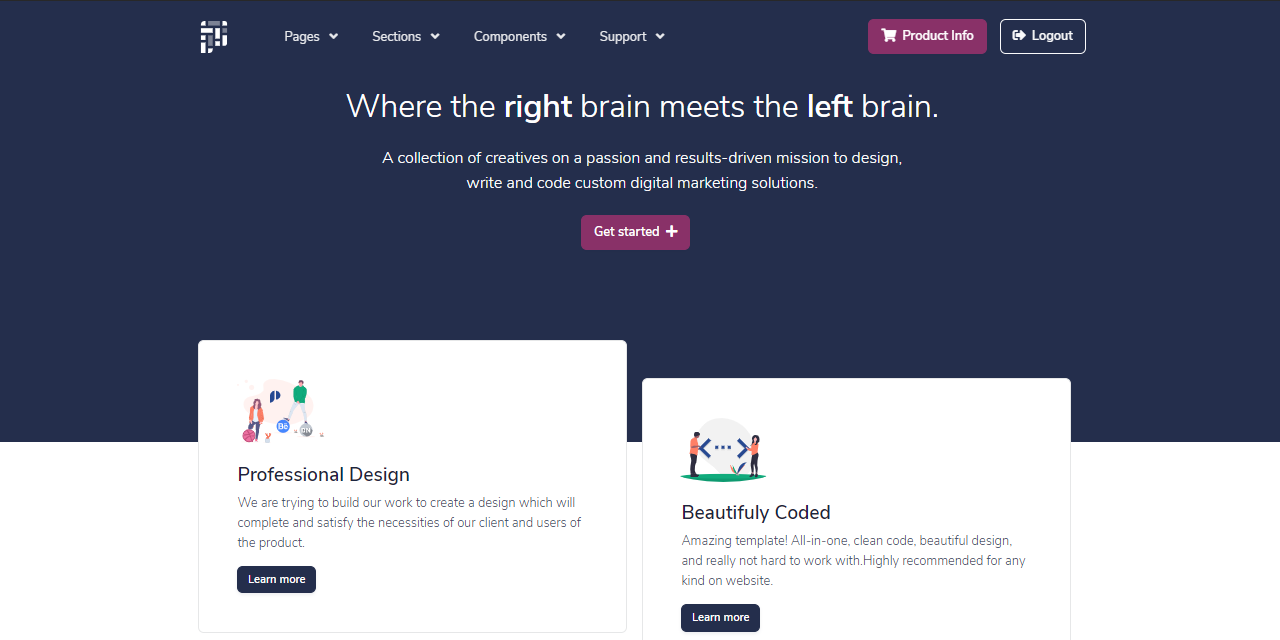 Pages
Sections
Components
Support
Product Info
Logout
Where the right brain meets the left brain.
A collection of creatives on a passion and results-driven mission to design,
write and code custom digital marketing solutions.
Get started
Professional Design
We are trying to build our work to create a design which will
complete and satisfy the necessities of our client and users of
the product.
Learn more
Beautifuly Coded
Amazing template! All-in-one, clean code, beautiful design,
and really not hard to work with.Highly recommended for any
kind on website.
Learn more